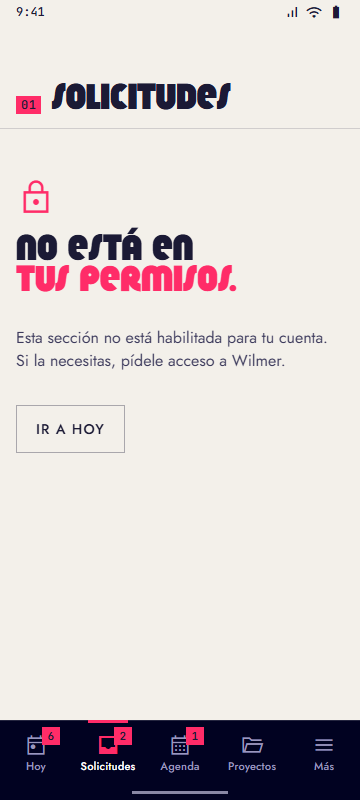 9:41
01 SOLICITUDES
NO ESTÁ EN
TUS PERMISOS.
Esta sección no está habilitada para tu cuenta.
Si la necesitas, pídele acceso a Wilmer.
IR A HOY
6 2 1
Hoy Solicitudes Agenda Proyectos Más